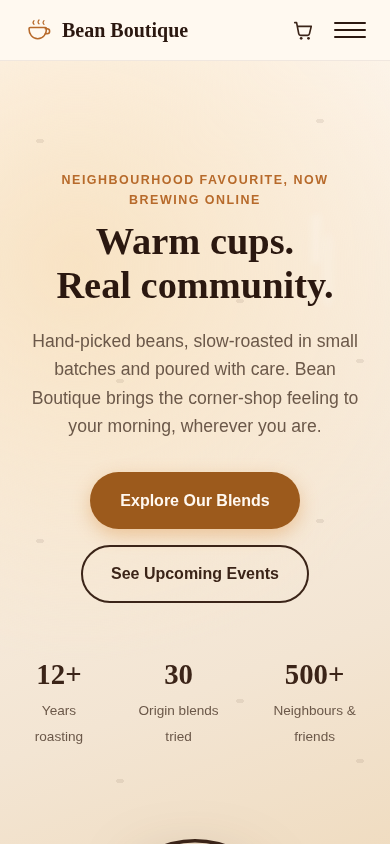 Bean Boutique
NEIGHBOURHOOD FAVOURITE, NOW
BREWING ONLINE
Warm cups.
Real community.
Hand-picked beans, slow-roasted in small
batches and poured with care. Bean
Boutique brings the corner-shop feeling to
your morning, wherever you are.
Explore Our Blends
See Upcoming Events
12+ 30 500+
Years Origin blends Neighbours &
roasting tried friends